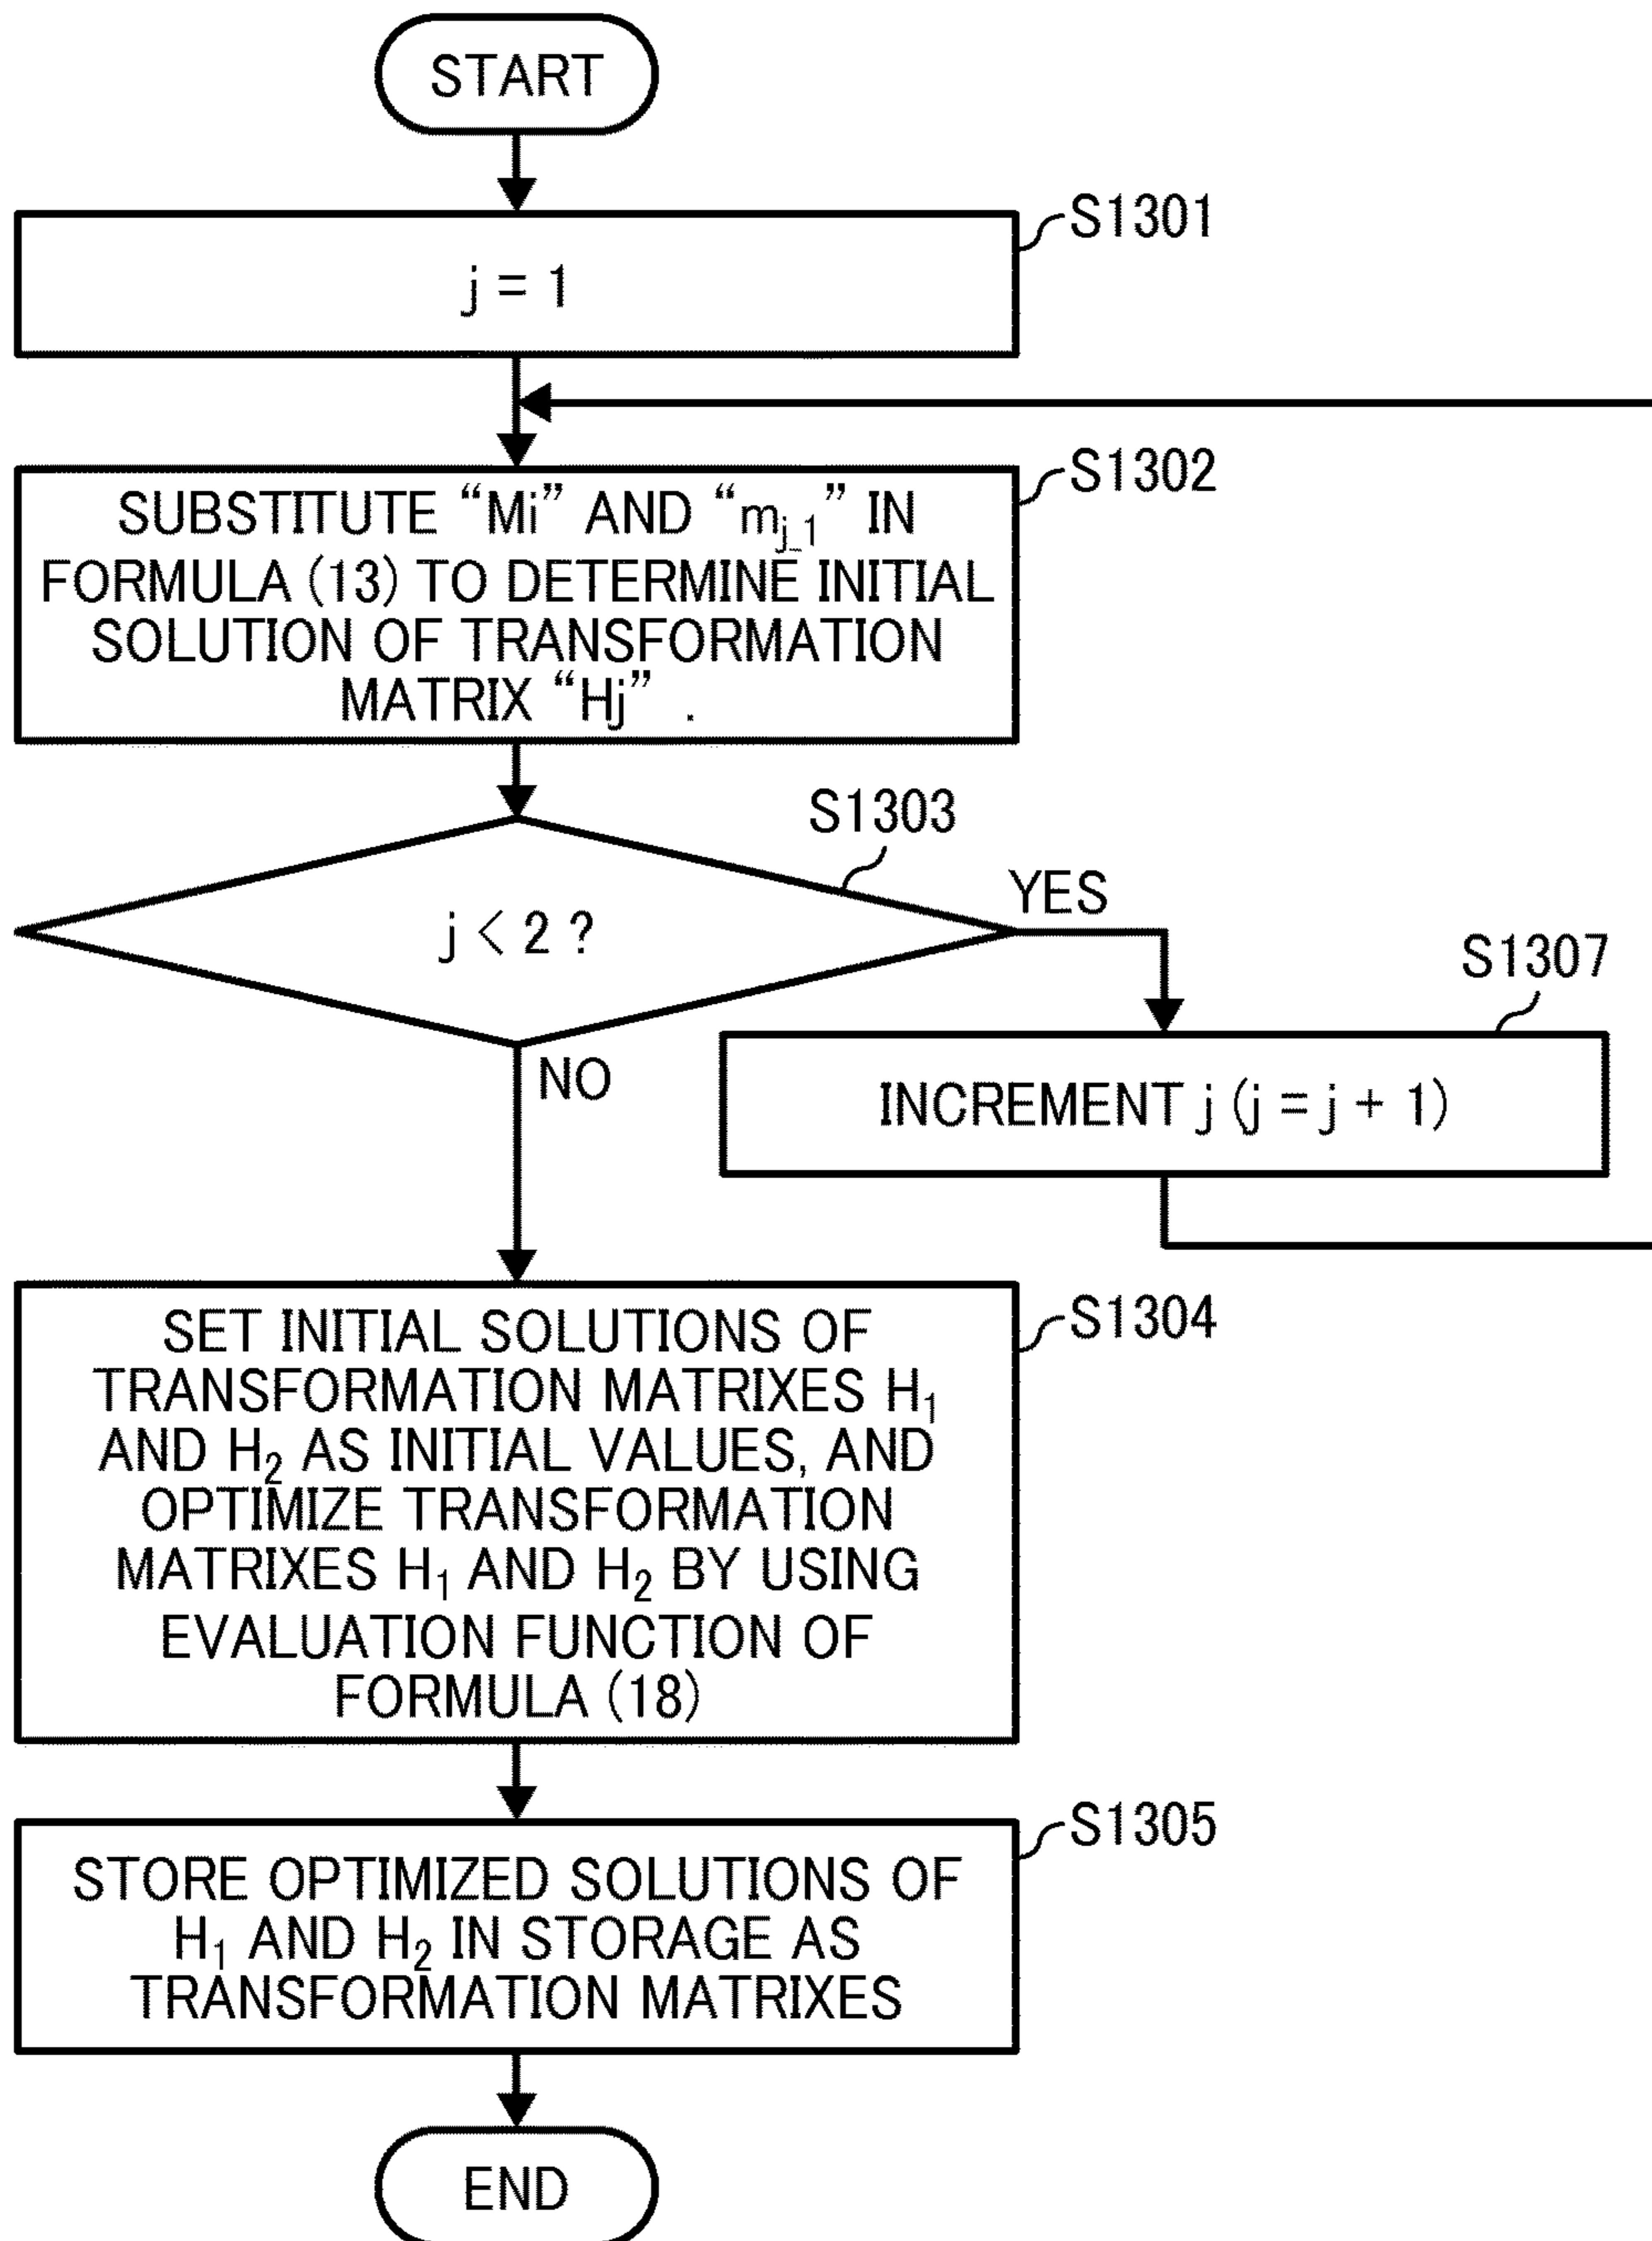 START
S1301
j = 1
S1302
SUBSTITUTE “Mi” AND “m_{j_1}” IN
FORMULA (13) TO DETERMINE INITIAL
SOLUTION OF TRANSFORMATION
MATRIX “Hj” .
S1303
j < 2 ?
YES
NO
S1307
INCREMENT j (j = j + 1)
S1304
SET INITIAL SOLUTIONS OF
TRANSFORMATION MATRIXES H₁
AND H₂ AS INITIAL VALUES, AND
OPTIMIZE TRANSFORMATION
MATRIXES H₁ AND H₂ BY USING
EVALUATION FUNCTION OF
FORMULA (18)
S1305
STORE OPTIMIZED SOLUTIONS OF
H₁ AND H₂ IN STORAGE AS
TRANSFORMATION MATRIXES
END